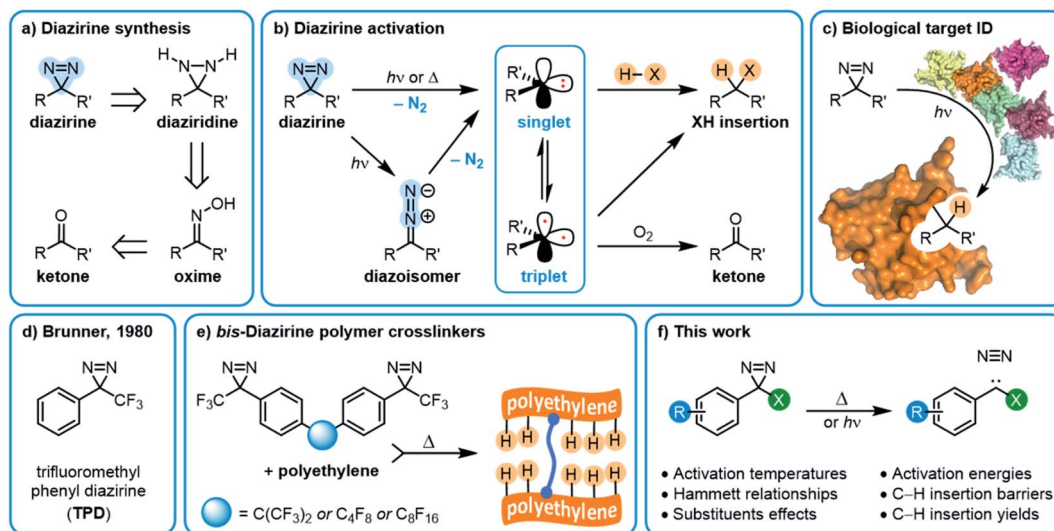 a) Diazirine synthesis
N=N
R R'
diazirine
H H
N-N
R R'
diaziridine
O
R R'
ketone
N OH
R R'
oxime
b) Diazirine activation
N=N
R R'
diazirine
hν or Δ
– N₂
hν
– N₂
N ⊖
N ⊕
R R'
diazoisomer
R'
R
singlet
R'
R
triplet
H–X
O₂
H X
R R'
XH insertion
O
R R'
ketone
c) Biological target ID
N=N
R R'
hν
H
R R'
d) Brunner, 1980
N=N
CF₃
trifluoromethyl
phenyl diazirine
(TPD)
e) bis-Diazirine polymer crosslinkers
N=N N=N
F₃C CF₃
+ polyethylene
Δ
= C(CF₃)₂ or C₄F₈ or C₈F₁₆
polyethylene
H H H H
H H H H
polyethylene
f) This work
N=N
R X
Δ
or hν
N≡N
R X
• Activation temperatures
• Hammett relationships
• Substituents effects
• Activation energies
• C–H insertion barriers
• C–H insertion yields